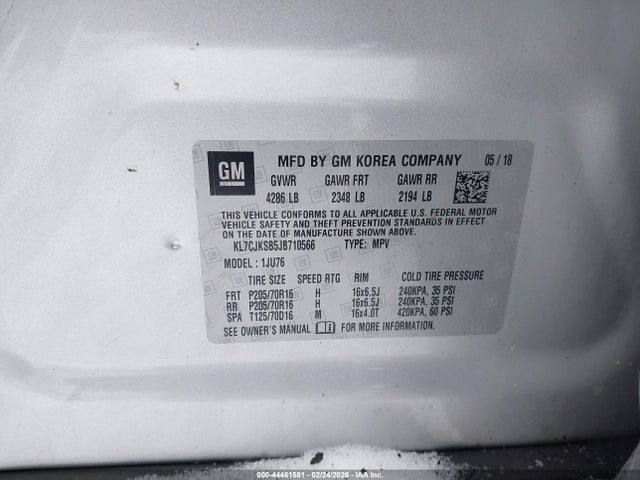 GM MFD BY GM KOREA COMPANY 05 / 18
GVWR GAWR FRT GAWR RR
4286 LB 2348 LB 2194 LB
THIS VEHICLE CONFORMS TO ALL APPLICABLE U.S. FEDERAL MOTOR
VEHICLE SAFETY AND THEFT PREVENTION STANDARDS IN EFFECT
ON THE DATE OF MANUFACTURE SHOWN ABOVE.
KL7CJKSB5JB710566 TYPE: MPV
MODEL : 1JU76
TIRE SIZE SPEED RTG RIM COLD TIRE PRESSURE
FRT P205/70R16 H 16x6.5J 240KPA, 35 PSI
RR P205/70R16 H 16x6.5J 240KPA, 35 PSI
SPA T125/70D16 M 16x4.0T 420KPA, 60 PSI
SEE OWNER'S MANUAL FOR MORE INFORMATION.
000-44461581 - 02/24/2026 - IAA Inc.